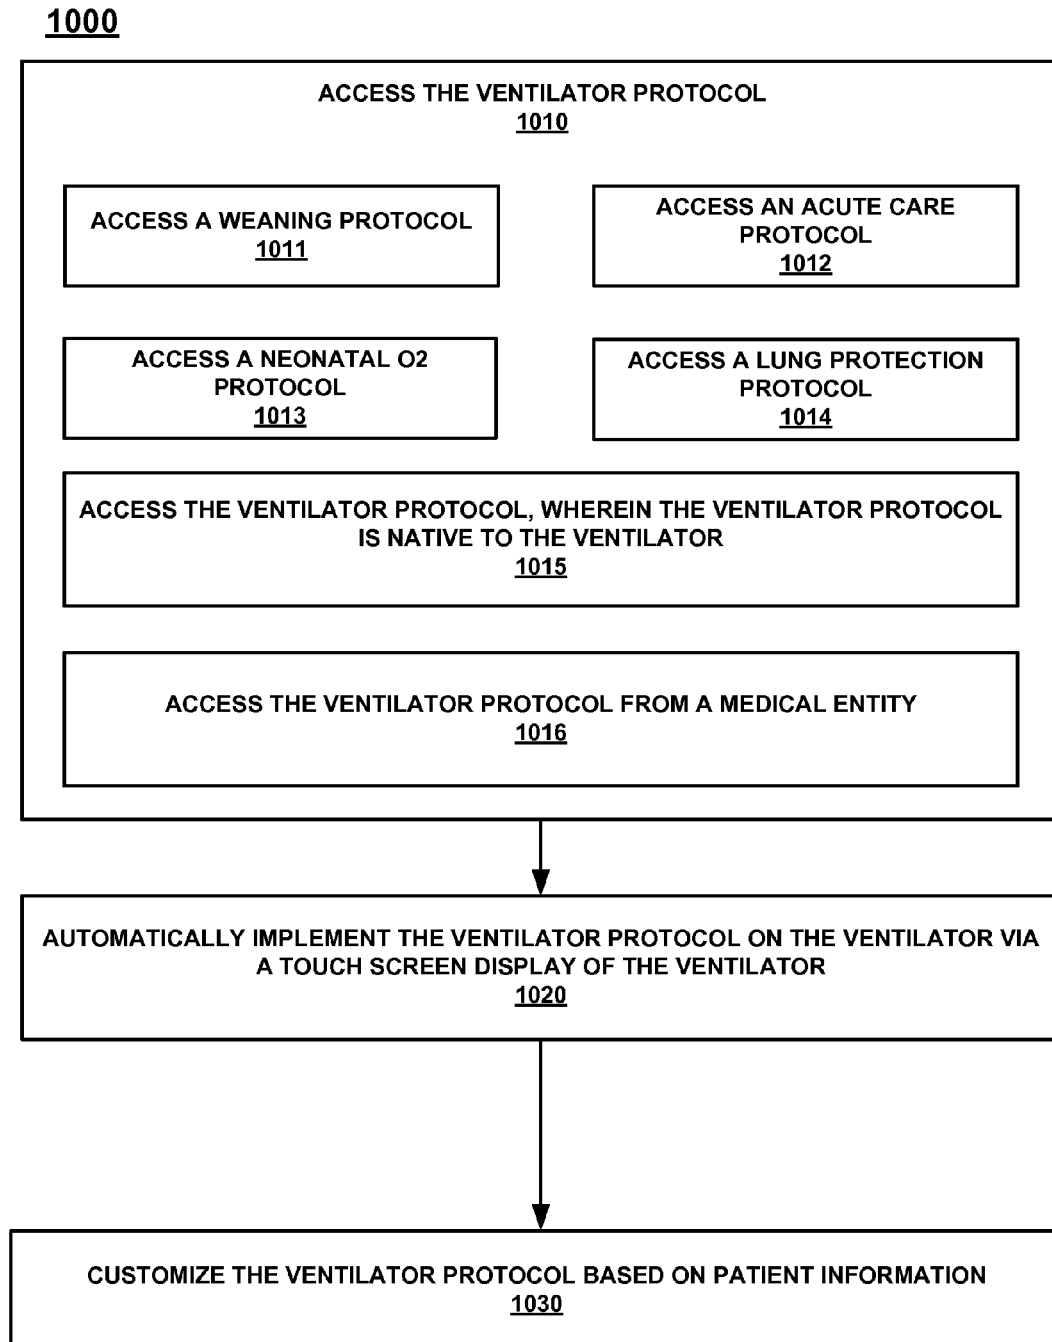 1000
ACCESS THE VENTILATOR PROTOCOL
1010
ACCESS A WEANING PROTOCOL
1011
ACCESS AN ACUTE CARE
PROTOCOL
1012
ACCESS A NEONATAL O2
PROTOCOL
1013
ACCESS A LUNG PROTECTION
PROTOCOL
1014
ACCESS THE VENTILATOR PROTOCOL, WHEREIN THE VENTILATOR PROTOCOL
IS NATIVE TO THE VENTILATOR
1015
ACCESS THE VENTILATOR PROTOCOL FROM A MEDICAL ENTITY
1016
AUTOMATICALLY IMPLEMENT THE VENTILATOR PROTOCOL ON THE VENTILATOR VIA
A TOUCH SCREEN DISPLAY OF THE VENTILATOR
1020
CUSTOMIZE THE VENTILATOR PROTOCOL BASED ON PATIENT INFORMATION
1030